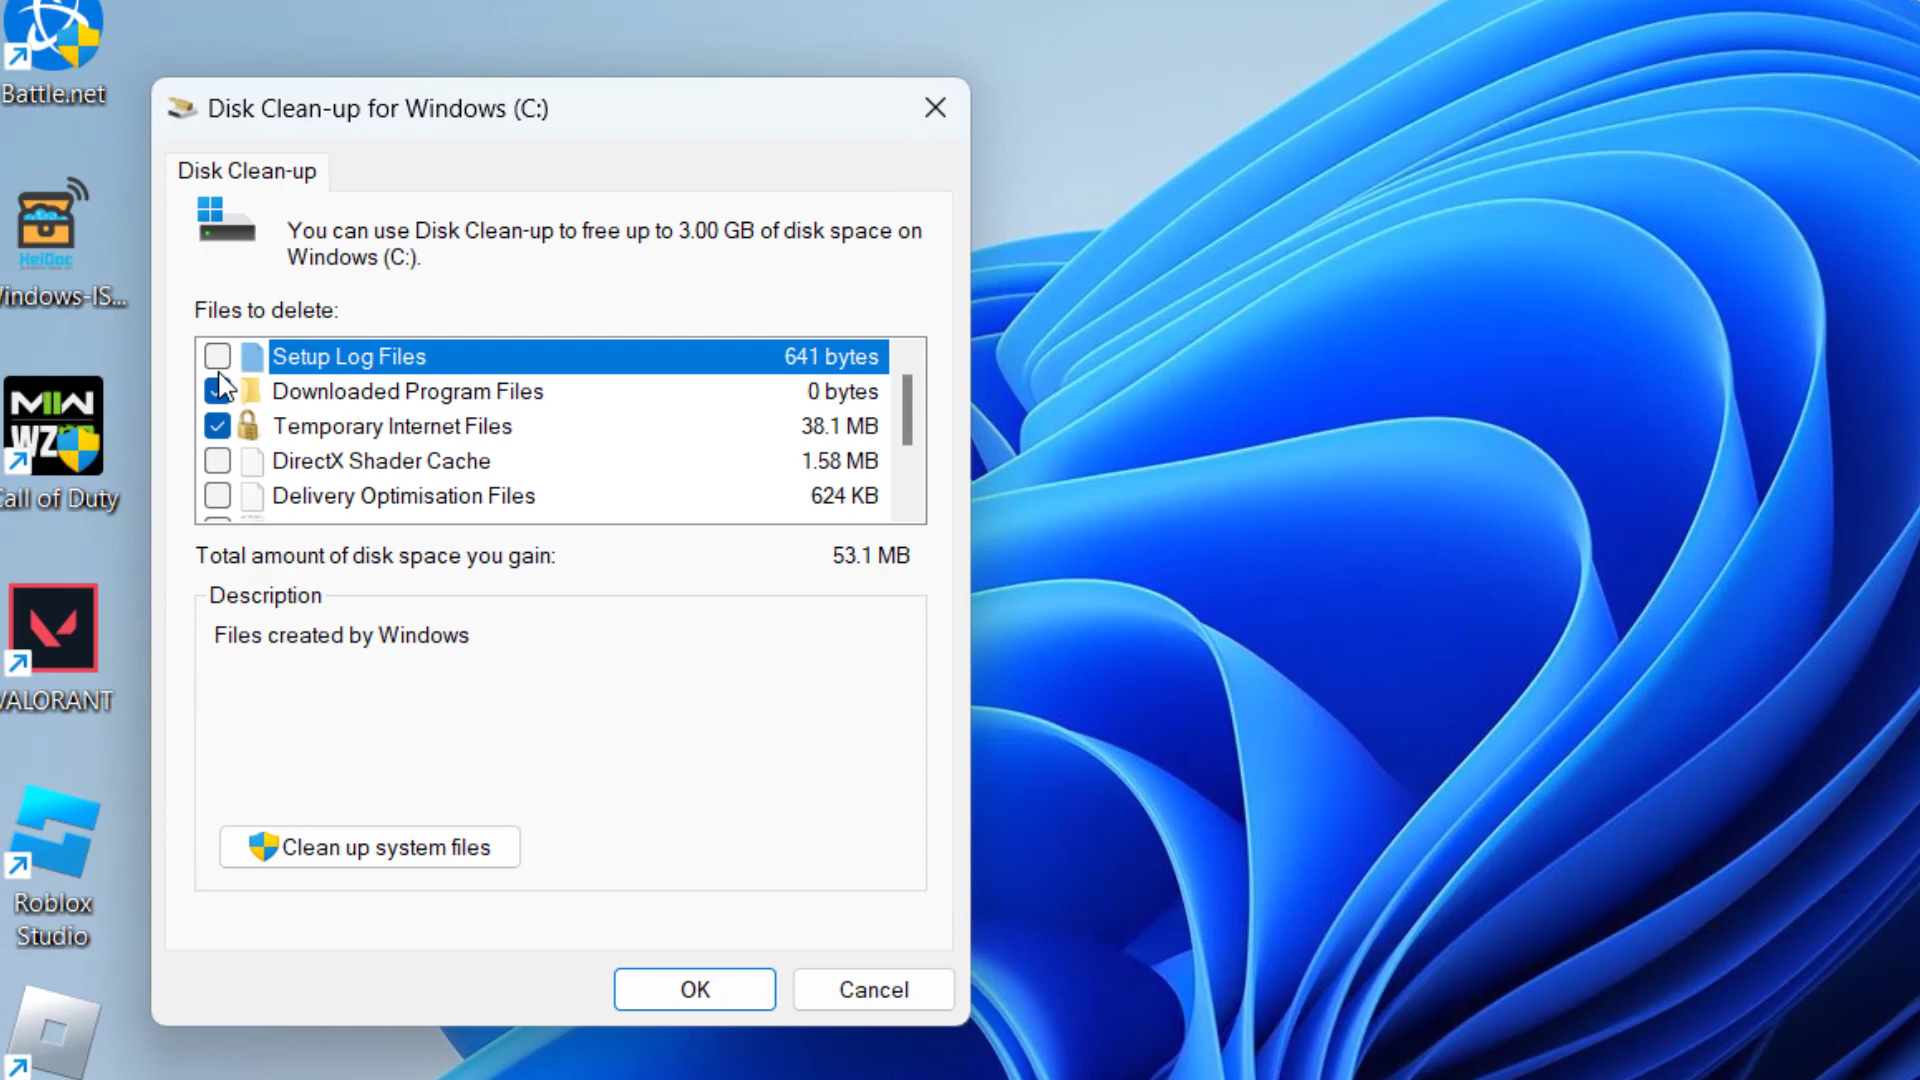 Battle.net
HeiDoc
Windows-IS...
MW
WZ
Call of Duty
VALORANT
Roblox
Studio
Disk Clean-up for Windows (C:)
Disk Clean-up
You can use Disk Clean-up to free up to 3.00 GB of disk space on
Windows (C:).
Files to delete:
Setup Log Files 641 bytes
Downloaded Program Files 0 bytes
Temporary Internet Files 38.1 MB
DirectX Shader Cache 1.58 MB
Delivery Optimisation Files 624 KB
Total amount of disk space you gain: 53.1 MB
Description
Files created by Windows
Clean up system files
OK Cancel